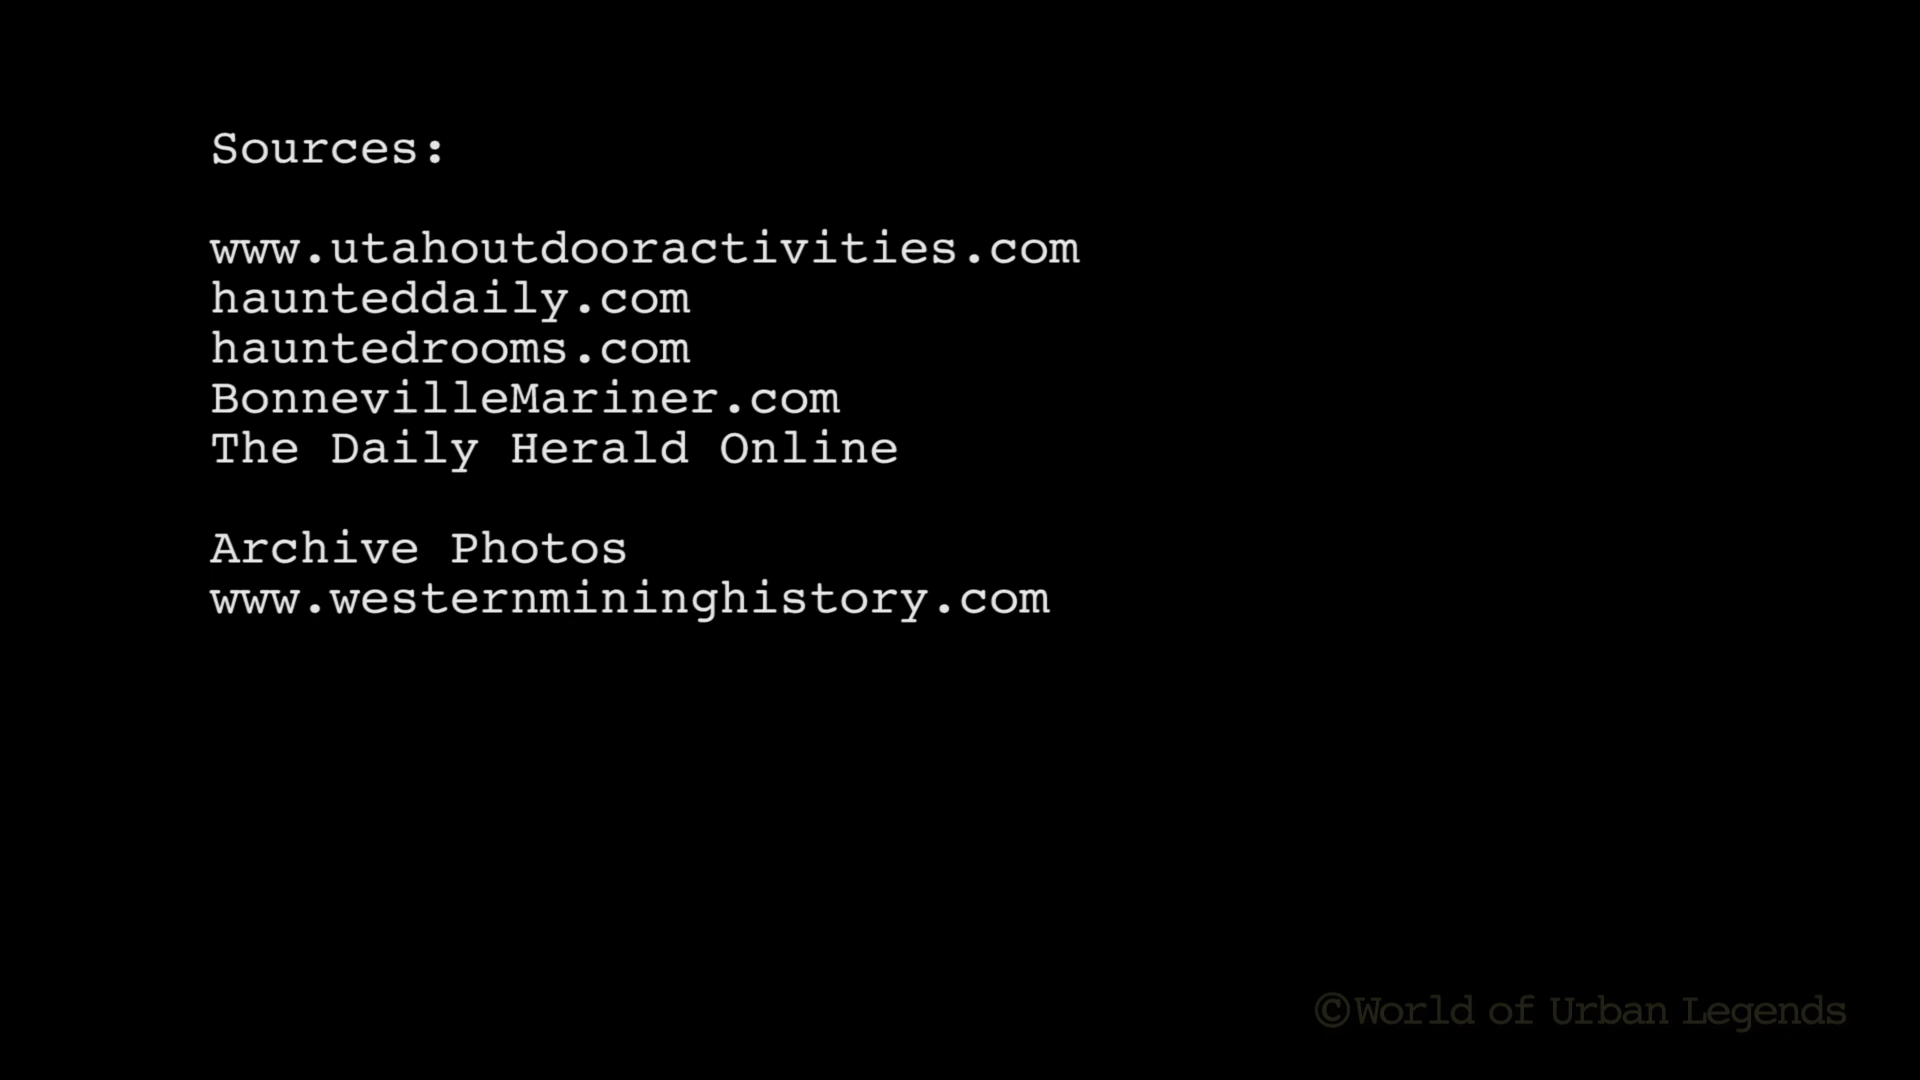 Sources:
www.utahoutdooractivities.com
haunteddaily.com
hauntedrooms.com
BonnevilleMariner.com
The Daily Herald Online
Archive Photos
www.westernmininghistory.com
©World of Urban Legends